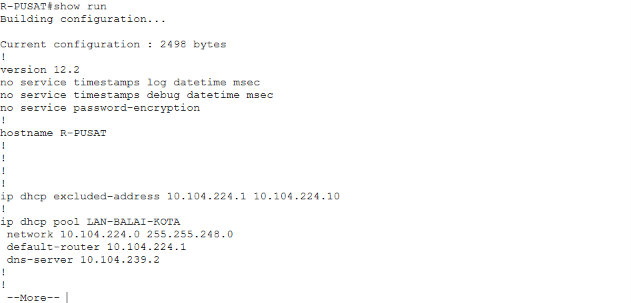 R-PUSAT#show run
Building configuration...

Current configuration : 2498 bytes
!
version 12.2
no service timestamps log datetime msec
no service timestamps debug datetime msec
no service password-encryption
!
hostname R-PUSAT
!
!
!
!
ip dhcp excluded-address 10.104.224.1 10.104.224.10
!
ip dhcp pool LAN-BALAI-KOTA
 network 10.104.224.0 255.255.248.0
 default-router 10.104.224.1
 dns-server 10.104.239.2
!
!
 --More--